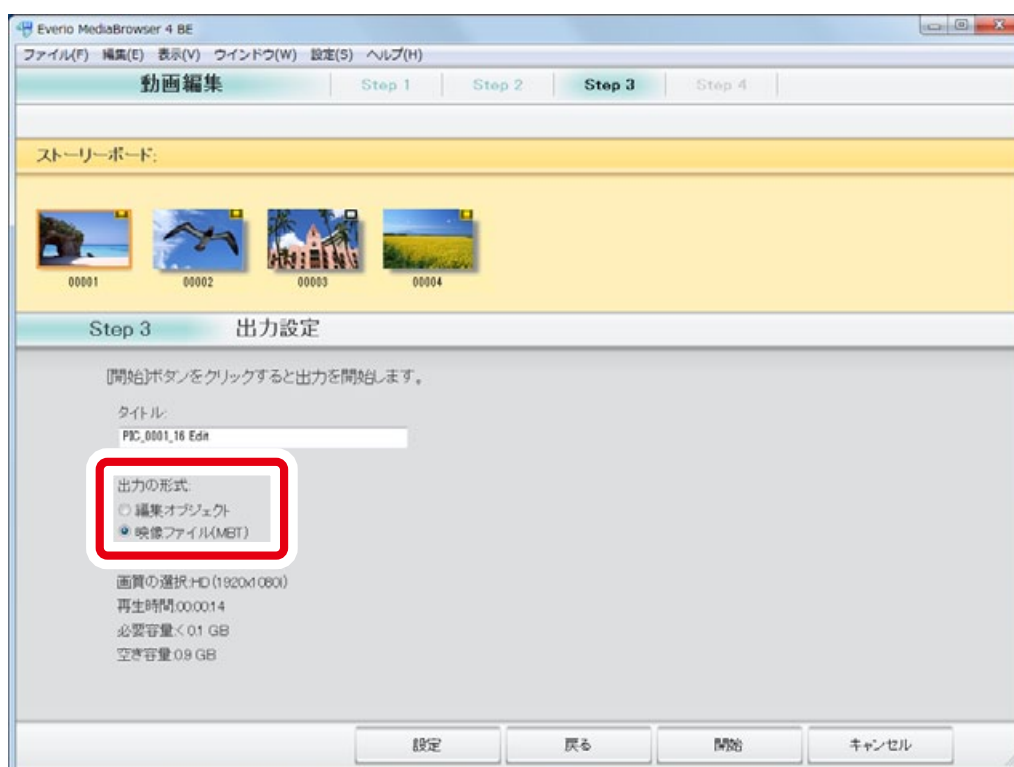 Everio MediaBrowser 4 BE
ファイル(F) 編集(E) 表示(V) ウインドウ(W) 設定(S) ヘルプ(H)
動画編集 Step 1 Step 2 Step 3 Step 4
ストーリーボード:
00001 00002 00003 00004
Step 3 出力設定
[開始]ボタンをクリックすると出力を開始します。
タイトル:
PIC_0001_16 Edit
出力の形式:
編集オブジェクト
映像ファイル(MBT)
画質の選択:HD (1920x1080i)
再生時間:00:00:14
必要容量:< 0.1 GB
空き容量:0.9 GB
設定 戻る 開始 キャンセル